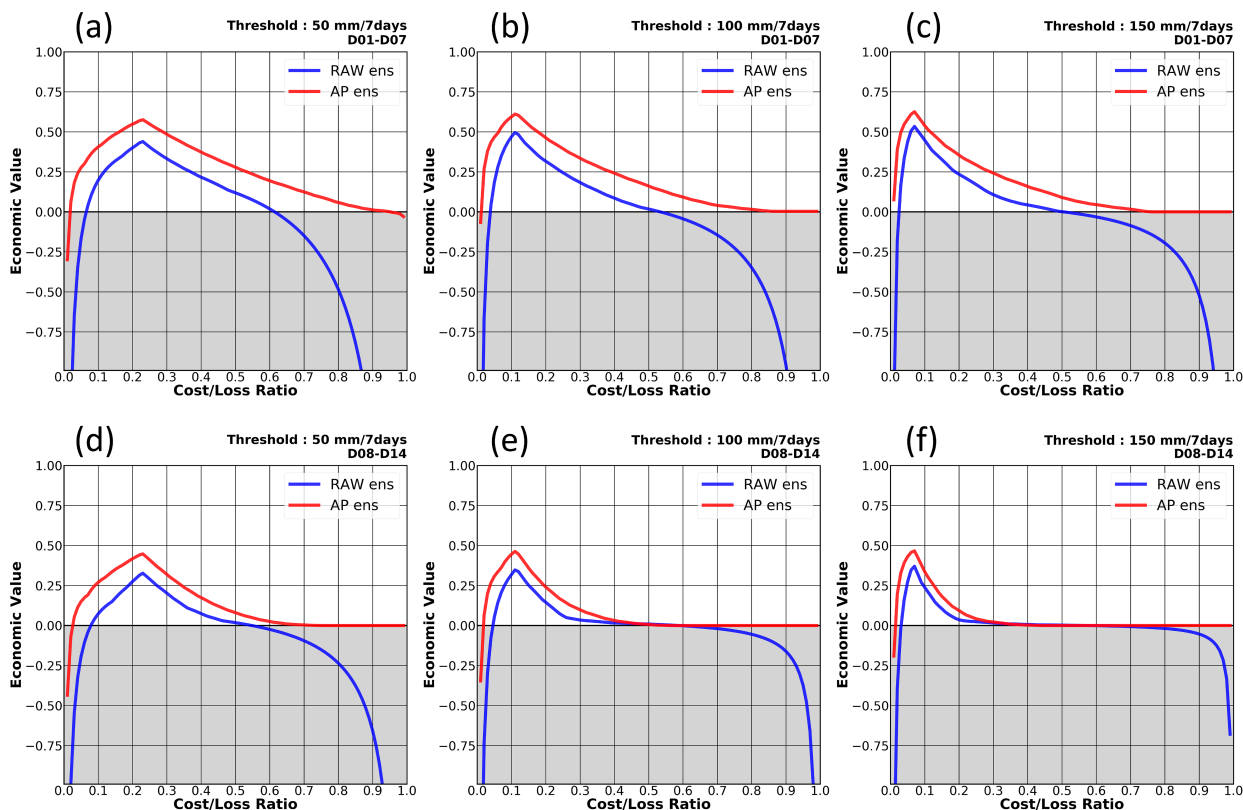 (a)
Threshold : 50 mm/7days
D01-D07
1.00
0.75
0.50
0.25
0.00
−0.25
−0.50
−0.75
Economic Value
RAW ens
AP ens
0.0 0.1 0.2 0.3 0.4 0.5 0.6 0.7 0.8 0.9 1.0
Cost/Loss Ratio
(b)
Threshold : 100 mm/7days
D01-D07
1.00
0.75
0.50
0.25
0.00
−0.25
−0.50
−0.75
Economic Value
RAW ens
AP ens
0.0 0.1 0.2 0.3 0.4 0.5 0.6 0.7 0.8 0.9 1.0
Cost/Loss Ratio
(c)
Threshold : 150 mm/7days
D01-D07
1.00
0.75
0.50
0.25
0.00
−0.25
−0.50
−0.75
Economic Value
RAW ens
AP ens
0.0 0.1 0.2 0.3 0.4 0.5 0.6 0.7 0.8 0.9 1.0
Cost/Loss Ratio
(d)
Threshold : 50 mm/7days
D08-D14
1.00
0.75
0.50
0.25
0.00
−0.25
−0.50
−0.75
Economic Value
RAW ens
AP ens
0.0 0.1 0.2 0.3 0.4 0.5 0.6 0.7 0.8 0.9 1.0
Cost/Loss Ratio
(e)
Threshold : 100 mm/7days
D08-D14
1.00
0.75
0.50
0.25
0.00
−0.25
−0.50
−0.75
Economic Value
RAW ens
AP ens
0.0 0.1 0.2 0.3 0.4 0.5 0.6 0.7 0.8 0.9 1.0
Cost/Loss Ratio
(f)
Threshold : 150 mm/7days
D08-D14
1.00
0.75
0.50
0.25
0.00
−0.25
−0.50
−0.75
Economic Value
RAW ens
AP ens
0.0 0.1 0.2 0.3 0.4 0.5 0.6 0.7 0.8 0.9 1.0
Cost/Loss Ratio